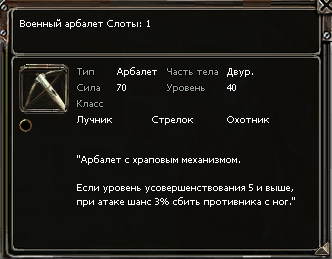 Военный арбалет Слоты: 1
Тип Арбалет Часть тела Двур.
Сила 70 Уровень 40
Класс
Лучник Стрелок Охотник
"Арбалет с храповым механизмом.
Если уровень усовершенствования 5 и выше,
при атаке шанс 3% сбить противника с ног."